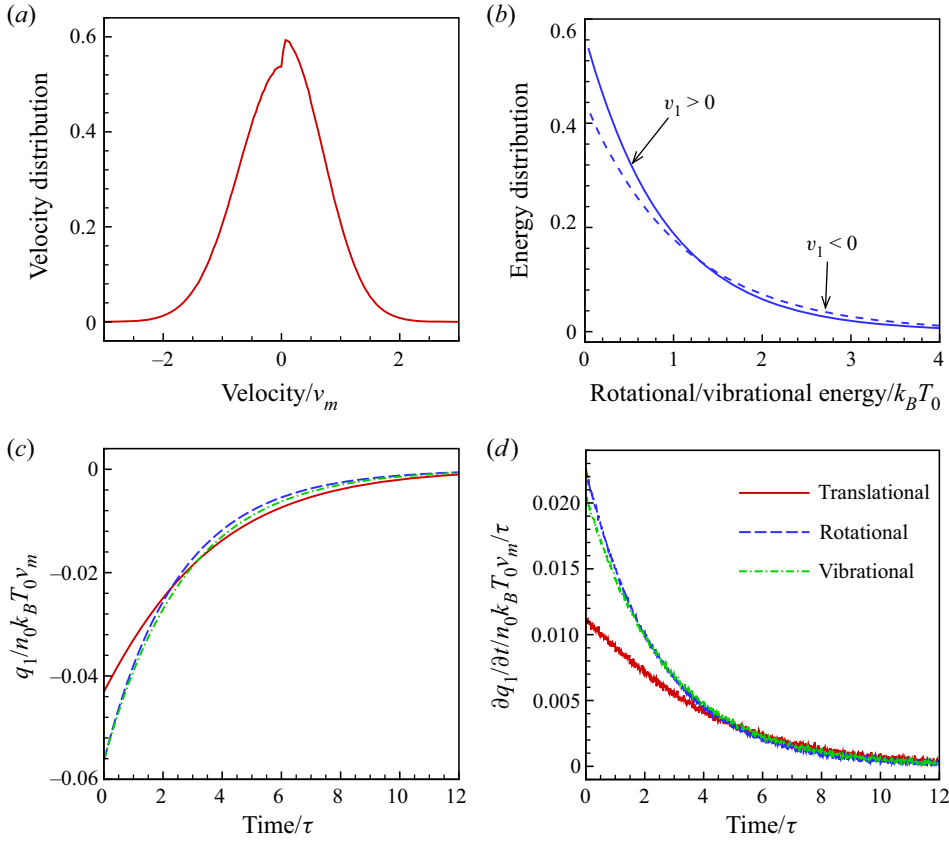 (a)
0.6
0.4
0.2
0
Velocity distribution
−2
0
2
Velocity/v_m
(b)
0.6
0.4
0.2
0
Energy distribution
v_1 > 0
v_1 < 0
0
1
2
3
4
Rotational/vibrational energy/k_BT_0
(c)
0
−0.02
−0.04
−0.06
q_1/n_0k_BT_0v_m
0
2
4
6
8
10
12
Time/τ
(d)
0.020
0.015
0.010
0.005
0
∂q_1/∂t/n_0k_BT_0v_m/τ
Translational
Rotational
Vibrational
0
2
4
6
8
10
12
Time/τ